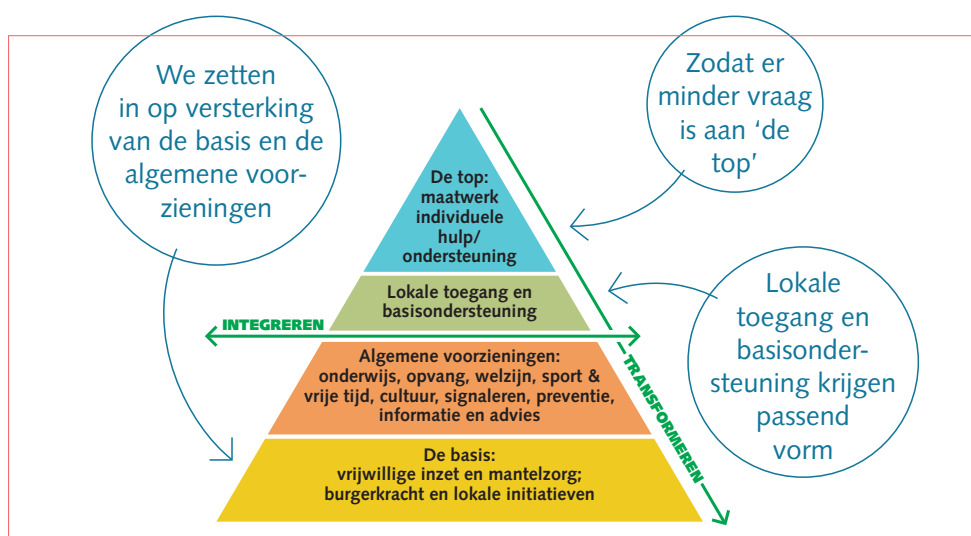 We zetten
in op versterking
van de basis en de
algemene voor-
zieningen
Zodat er
minder vraag
is aan ‘de
top’
De top:
maatwerk
individuele
hulp/
ondersteuning
Lokale toegang en
basisondersteuning
INTEGREREN
Lokale
toegang en
basisonder-
steuning krijgen
passend
vorm
Algemene voorzieningen:
onderwijs, opvang, welzijn, sport &
vrije tijd, cultuur, signaleren, preventie,
informatie en advies
TRANSFORMEREN
De basis:
vrijwillige inzet en mantelzorg;
burgerkracht en lokale initiatieven